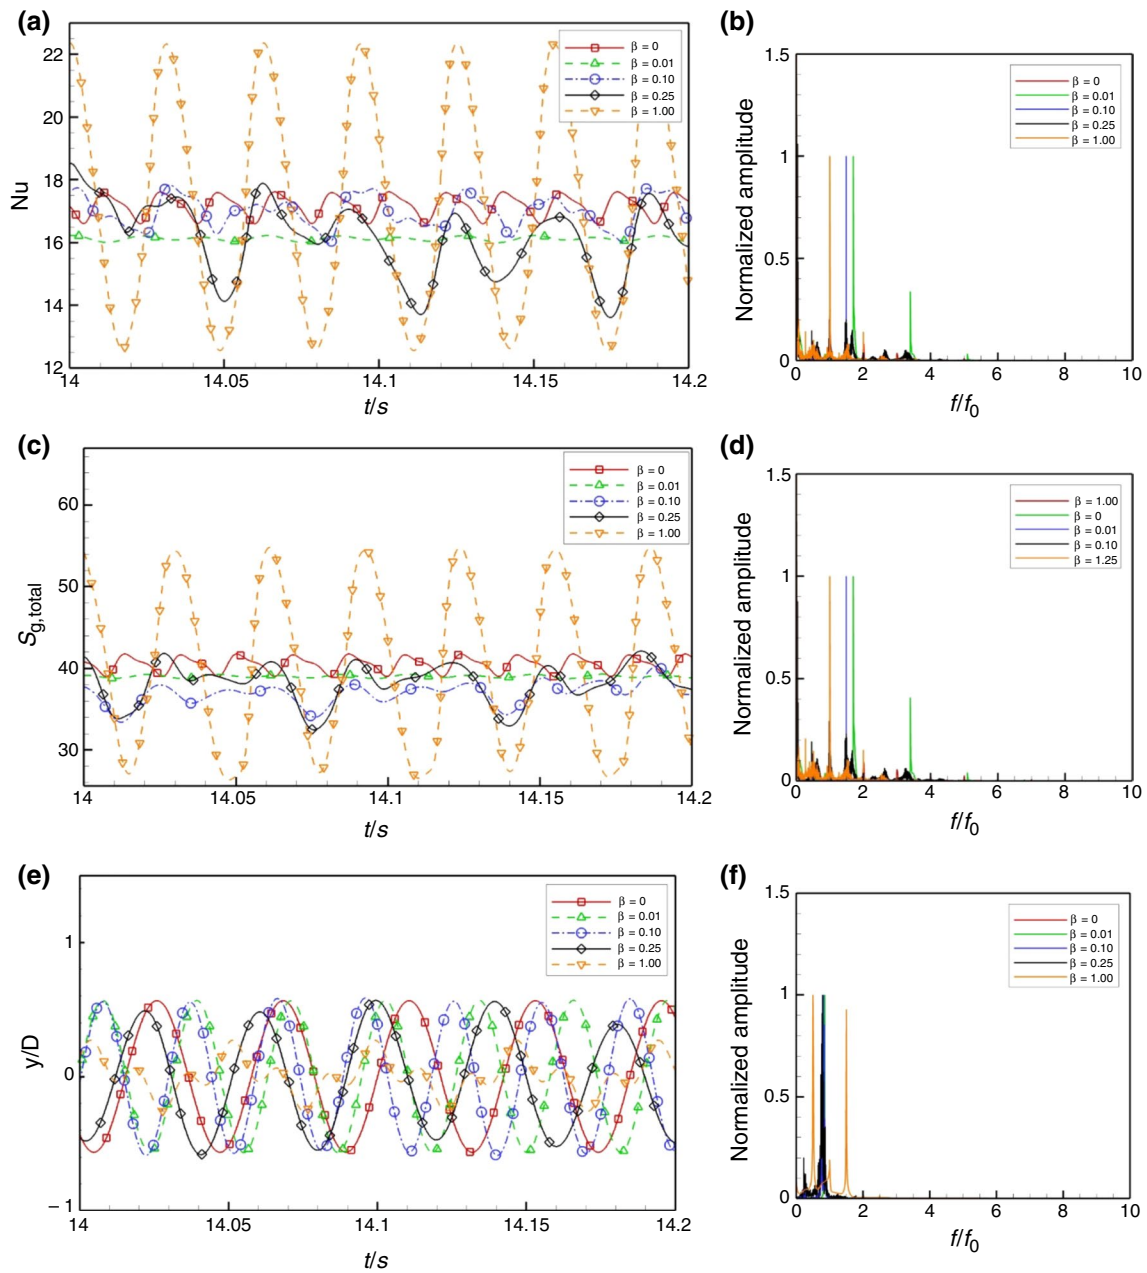 (a)
Nu
22
20
18
16
14
12
14
14.05
14.1
14.15
14.2
t/s
β = 0
β = 0.01
β = 0.10
β = 0.25
β = 1.00
(b)
Normalized amplitude
1.5
1
0.5
0
0
2
4
6
8
10
f/f0
β = 0
β = 0.01
β = 0.10
β = 0.25
β = 1.00
(c)
Sg,total
60
50
40
30
14
14.05
14.1
14.15
14.2
t/s
β = 0
β = 0.01
β = 0.10
β = 0.25
β = 1.00
(d)
Normalized amplitude
1.5
1
0.5
0
0
2
4
6
8
10
f/f0
β = 1.00
β = 0
β = 0.01
β = 0.10
β = 1.25
(e)
y/D
1
0
– 1
14
14.05
14.1
14.15
14.2
t/s
β = 0
β = 0.01
β = 0.10
β = 0.25
β = 1.00
(f)
Normalized amplitude
1.5
1
0.5
0
0
2
4
6
8
10
f/f0
β = 0
β = 0.01
β = 0.10
β = 0.25
β = 1.00